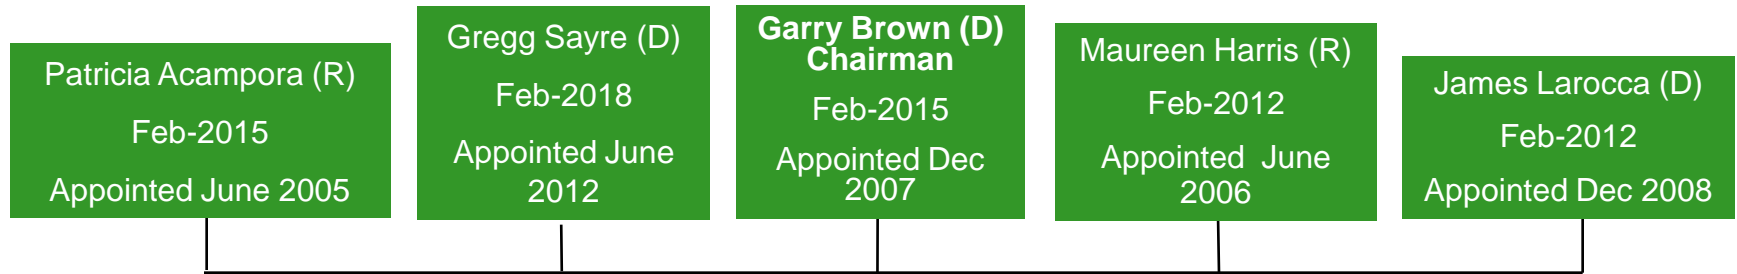 Patricia Acampora (R)
Feb-2015
Appointed June 2005
Gregg Sayre (D)
Feb-2018
Appointed June
2012
Garry Brown (D)
Chairman
Feb-2015
Appointed Dec
2007
Maureen Harris (R)
Feb-2012
Appointed June
2006
James Larocca (D)
Feb-2012
Appointed Dec 2008